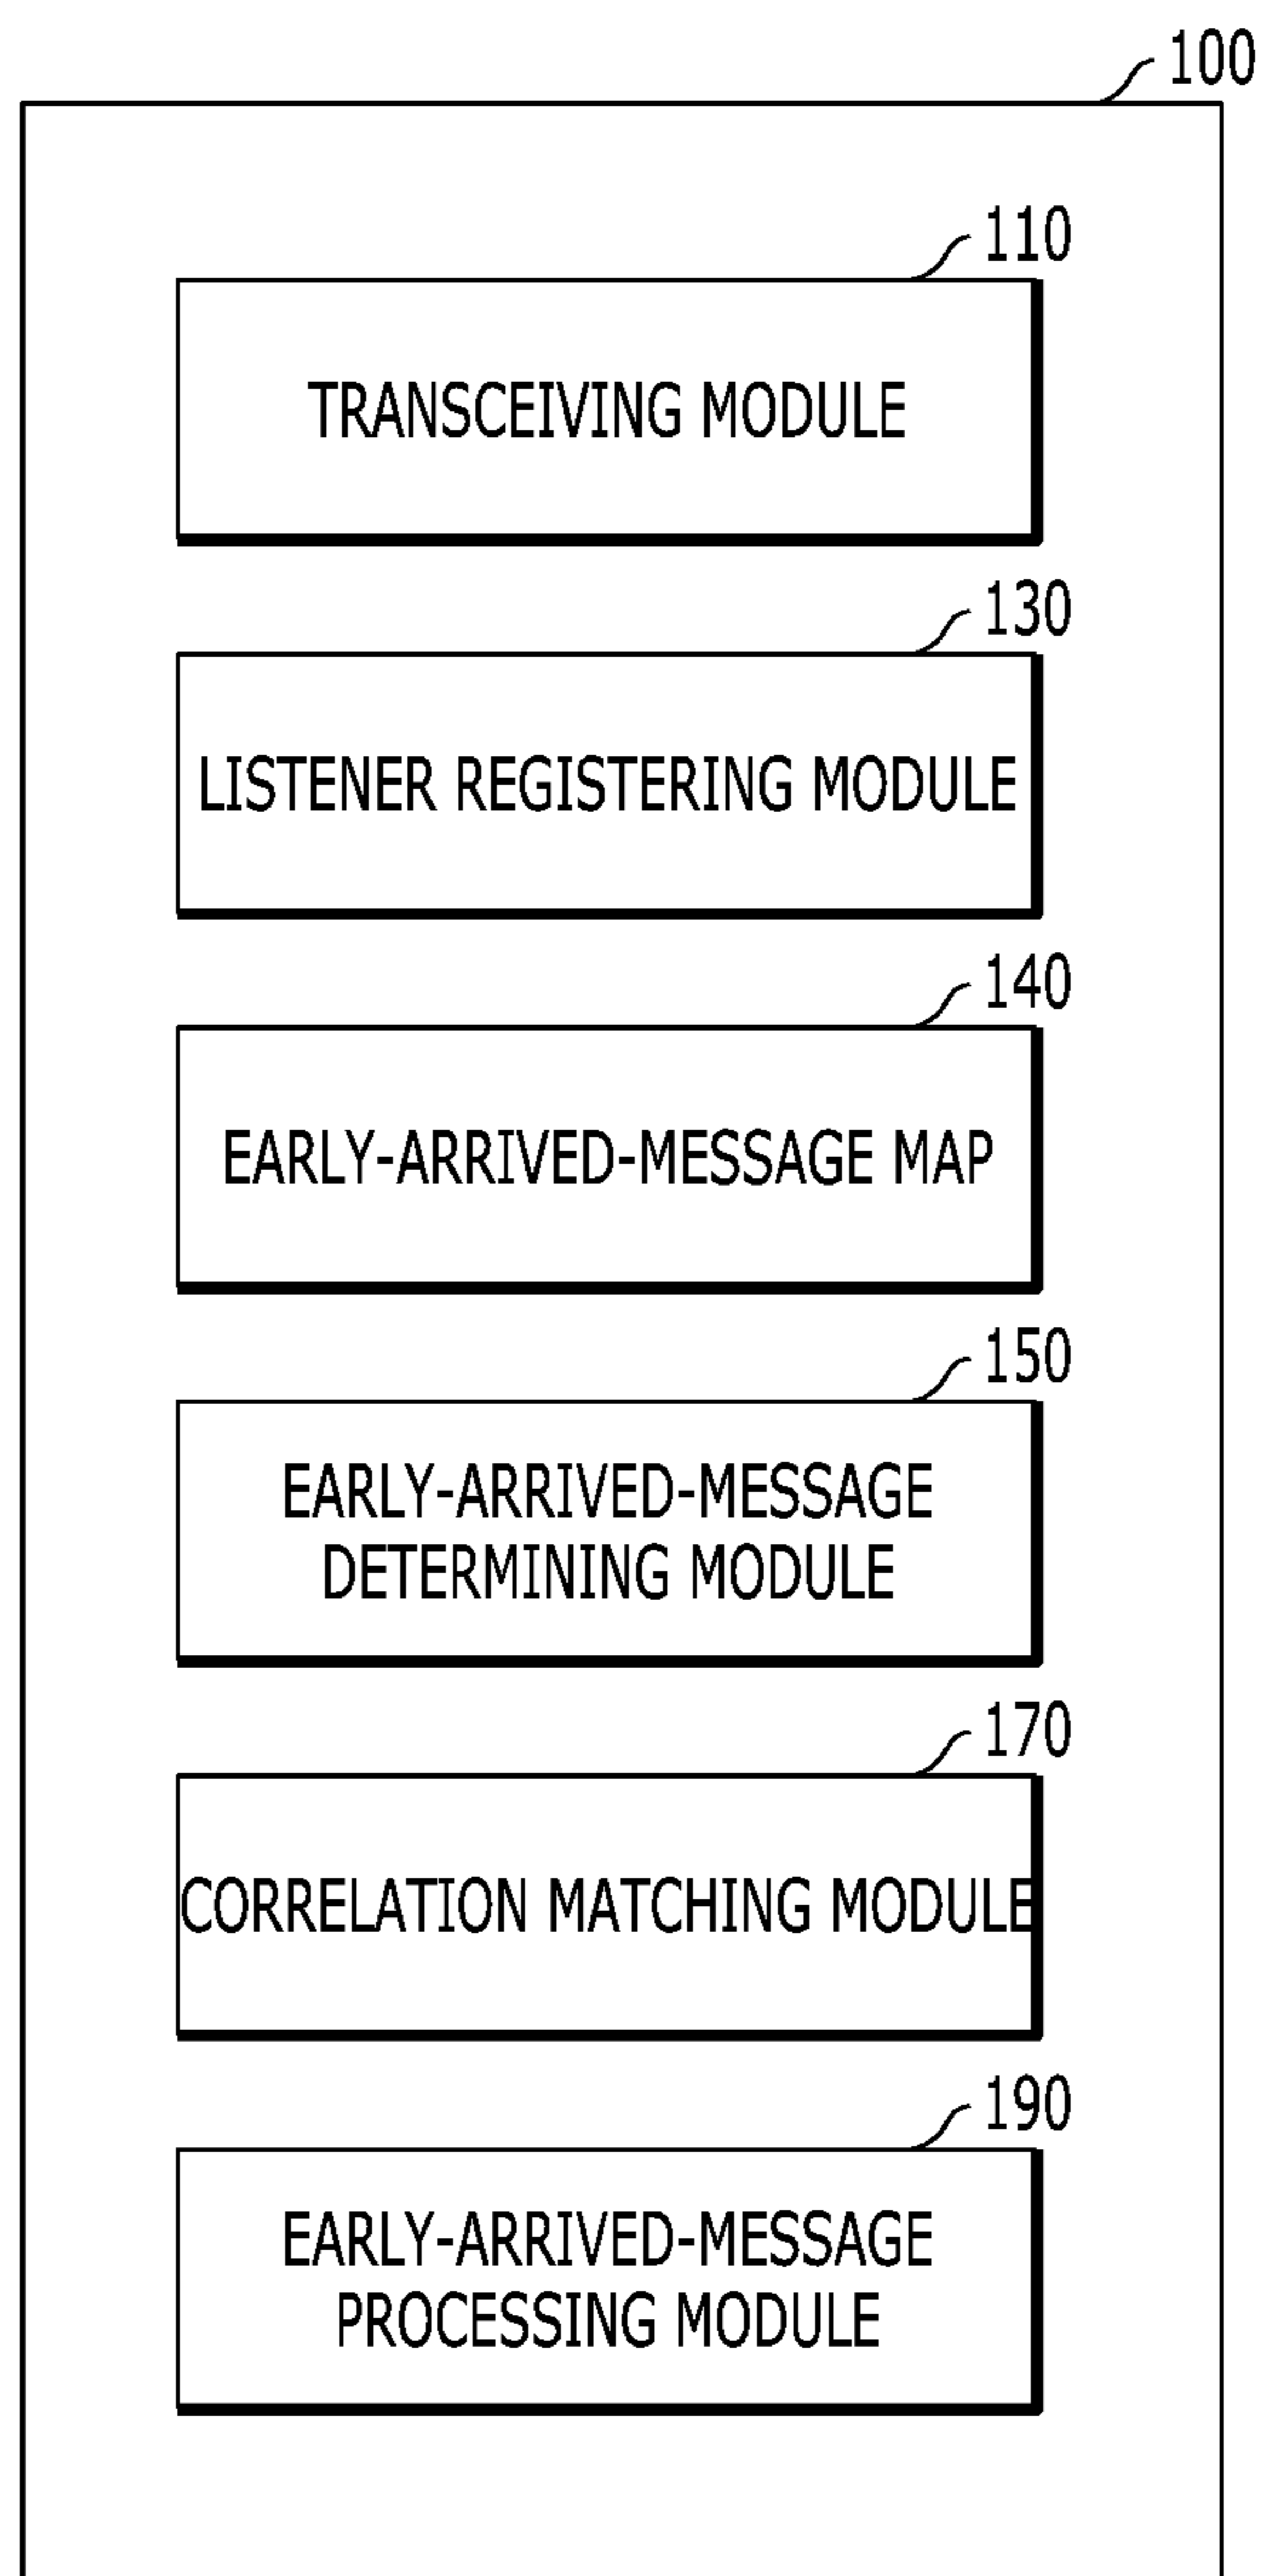 100
110
TRANSCEIVING MODULE
130
LISTENER REGISTERING MODULE
140
EARLY-ARRIVED-MESSAGE MAP
150
EARLY-ARRIVED-MESSAGE
DETERMINING MODULE
170
CORRELATION MATCHING MODULE
190
EARLY-ARRIVED-MESSAGE
PROCESSING MODULE